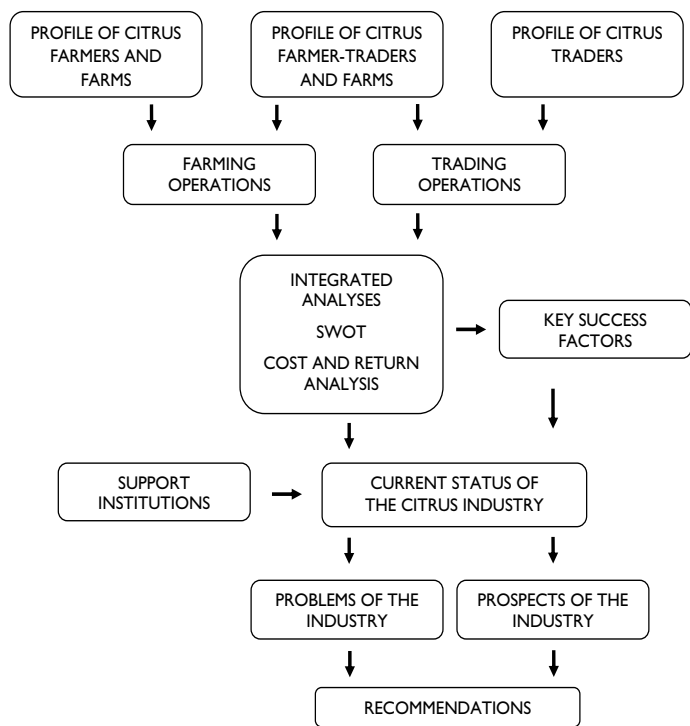 PROFILE OF CITRUS
FARMERS AND
FARMS
PROFILE OF CITRUS
FARMER-TRADERS
AND FARMS
PROFILE OF CITRUS
TRADERS
FARMING
OPERATIONS
TRADING
OPERATIONS
INTEGRATED
ANALYSES
SWOT
COST AND RETURN
ANALYSIS
KEY SUCCESS
FACTORS
SUPPORT
INSTITUTIONS
CURRENT STATUS OF
THE CITRUS INDUSTRY
PROBLEMS OF THE
INDUSTRY
PROSPECTS OF THE
INDUSTRY
RECOMMENDATIONS